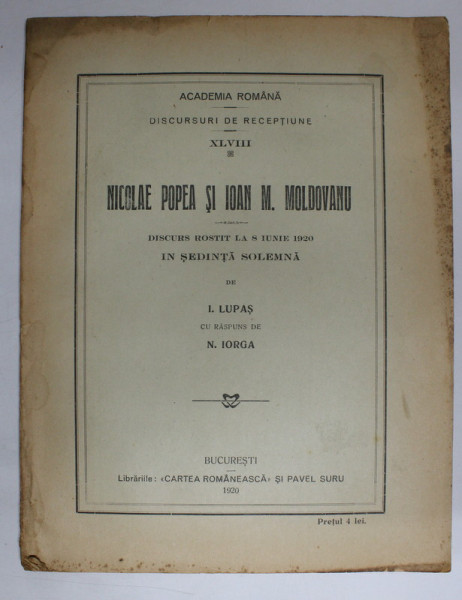 ACADEMIA ROMÂNĂ
DISCURSURI DE RECEPȚIUNE
XLVIII
NICOLAE POPEA ȘI IOAN M. MOLDOVANU
DISCURS ROSTIT LA 8 IUNIE 1920
IN ȘEDINȚĂ SOLEMNĂ
DE
I. LUPAȘ
CU RĂSPUNS DE
N. IORGA
BUCUREȘTI
Librăriile: «CARTEA ROMÂNEASCĂ» ȘI PAVEL SURU
1920
Prețul 4 lei.